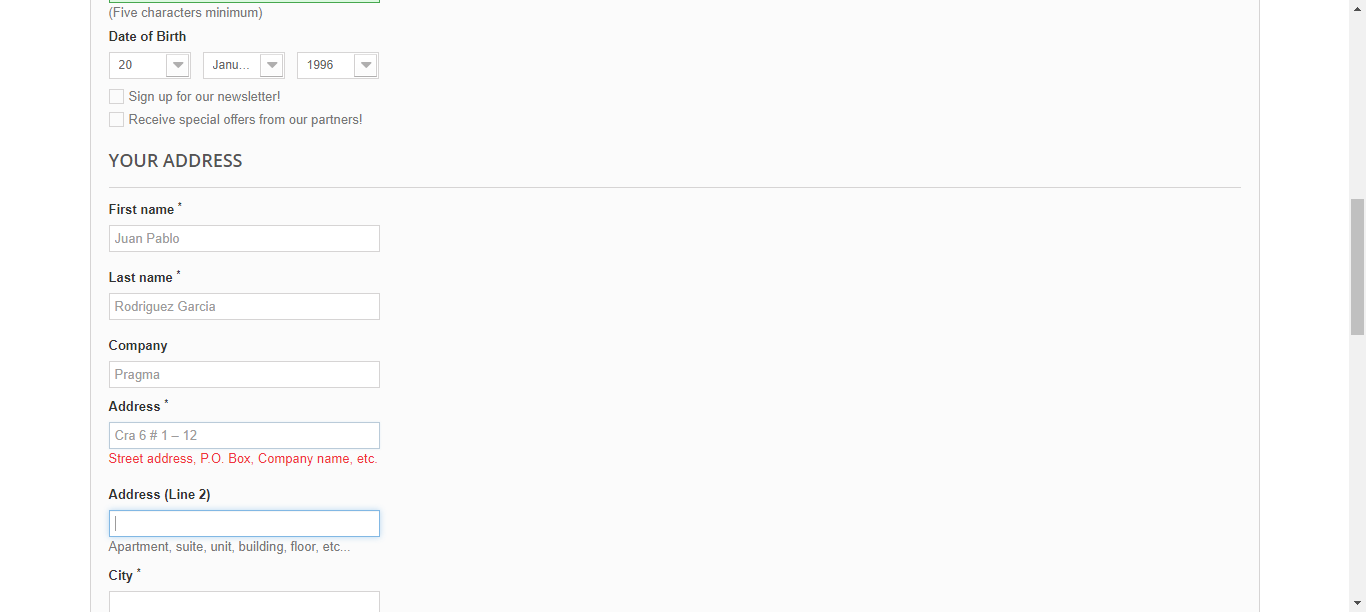 (Five characters minimum)
Date of Birth
20 Janu... 1996
Sign up for our newsletter!
Receive special offers from our partners!
YOUR ADDRESS
First name *
Juan Pablo
Last name *
Rodriguez Garcia
Company
Pragma
Address *
Cra 6 # 1 – 12
Street address, P.O. Box, Company name, etc.
Address (Line 2)
Apartment, suite, unit, building, floor, etc...
City *